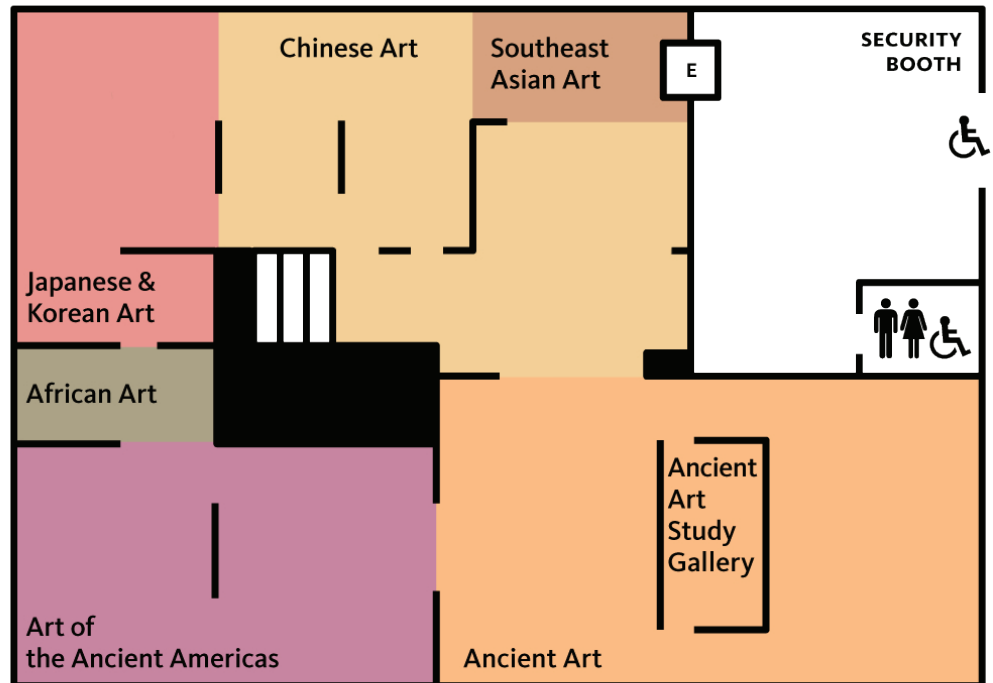 Chinese Art
Southeast
Asian Art
E
SECURITY
BOOTH
Japanese &
Korean Art
African Art
Ancient
Art
Study
Gallery
Art of
the Ancient Americas
Ancient Art